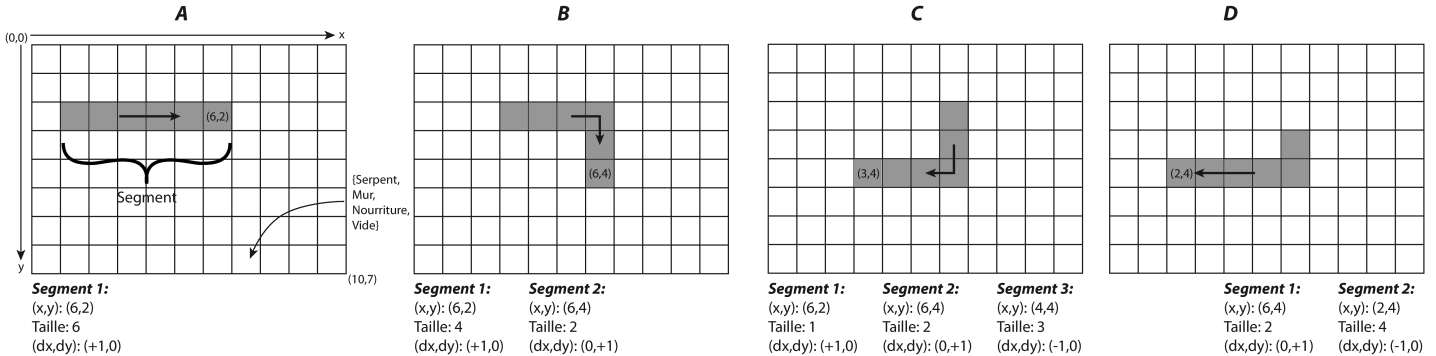 A
B
C
D
(0,0)
x
(6,2)
(6,4)
(3,4)
(2,4)
Segment
{Serpent,
Mur,
Nourriture,
Vide}
y
(10,7)
Segment 1:
(x,y): (6,2)
Taille: 6
(dx,dy): (+1,0)
Segment 1:
(x,y): (6,2)
Taille: 4
(dx,dy): (+1,0)
Segment 2:
(x,y): (6,4)
Taille: 2
(dx,dy): (0,+1)
Segment 1:
(x,y): (6,2)
Taille: 1
(dx,dy): (+1,0)
Segment 2:
(x,y): (6,4)
Taille: 2
(dx,dy): (0,+1)
Segment 3:
(x,y): (4,4)
Taille: 3
(dx,dy): (-1,0)
Segment 1:
(x,y): (6,4)
Taille: 2
(dx,dy): (0,+1)
Segment 2:
(x,y): (2,4)
Taille: 4
(dx,dy): (-1,0)